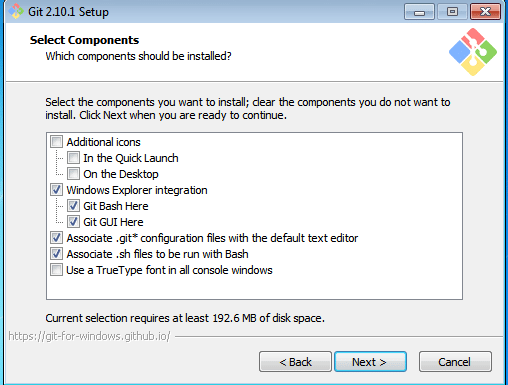 Git 2.10.1 Setup
Select Components
Which components should be installed?
Select the components you want to install; clear the components you do not want to
install. Click Next when you are ready to continue.
Additional icons
In the Quick Launch
On the Desktop
Windows Explorer integration
Git Bash Here
Git GUI Here
Associate .git* configuration files with the default text editor
Associate .sh files to be run with Bash
Use a TrueType font in all console windows
Current selection requires at least 192.6 MB of disk space.
https://git-for-windows.github.io/
< Back
Next >
Cancel